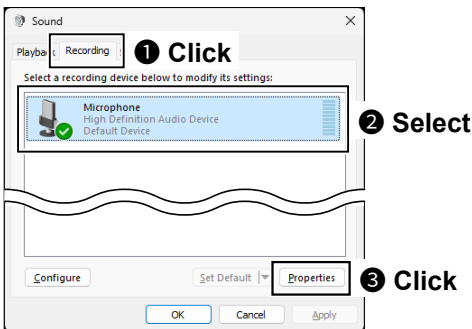 Sound
Recording
❶ Click
Select a recording device below to modify its settings:
Microphone
High Definition Audio Device
Default Device
❷ Select
Configure
Set Default
Properties
❸ Click
OK
Cancel
Apply